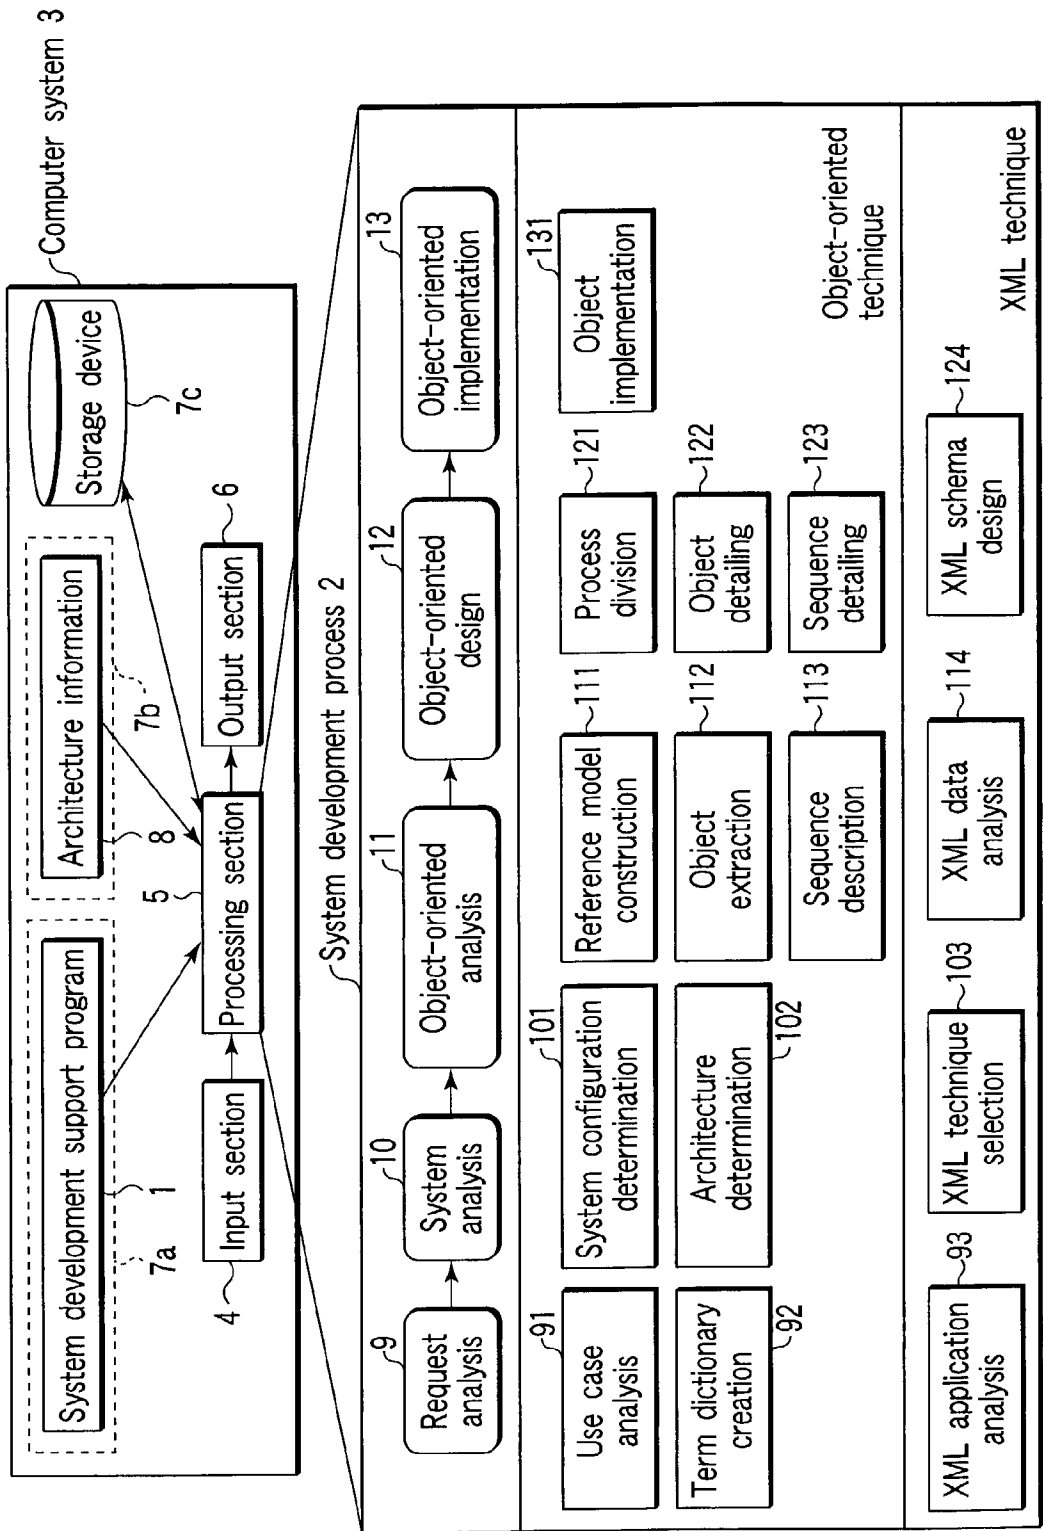 Computer system 3
System development support program
1
7a
Architecture information
8
7b
Storage device
7c
4
Input section
5
Processing section
6
Output section
System development process 2
9
Request
analysis
10
System
analysis
11
Object-oriented
analysis
12
Object-oriented
design
13
Object-oriented
implementation
91
Use case
analysis
92
Term dictionary
creation
101
System configuration
determination
102
Architecture
determination
111
Reference model
construction
112
Object
extraction
113
Sequence
description
121
Process
division
122
Object
detailing
123
Sequence
detailing
131
Object
implementation
Object-oriented
technique
93
XML application
analysis
103
XML technique
selection
114
XML data
analysis
124
XML schema
design
XML technique